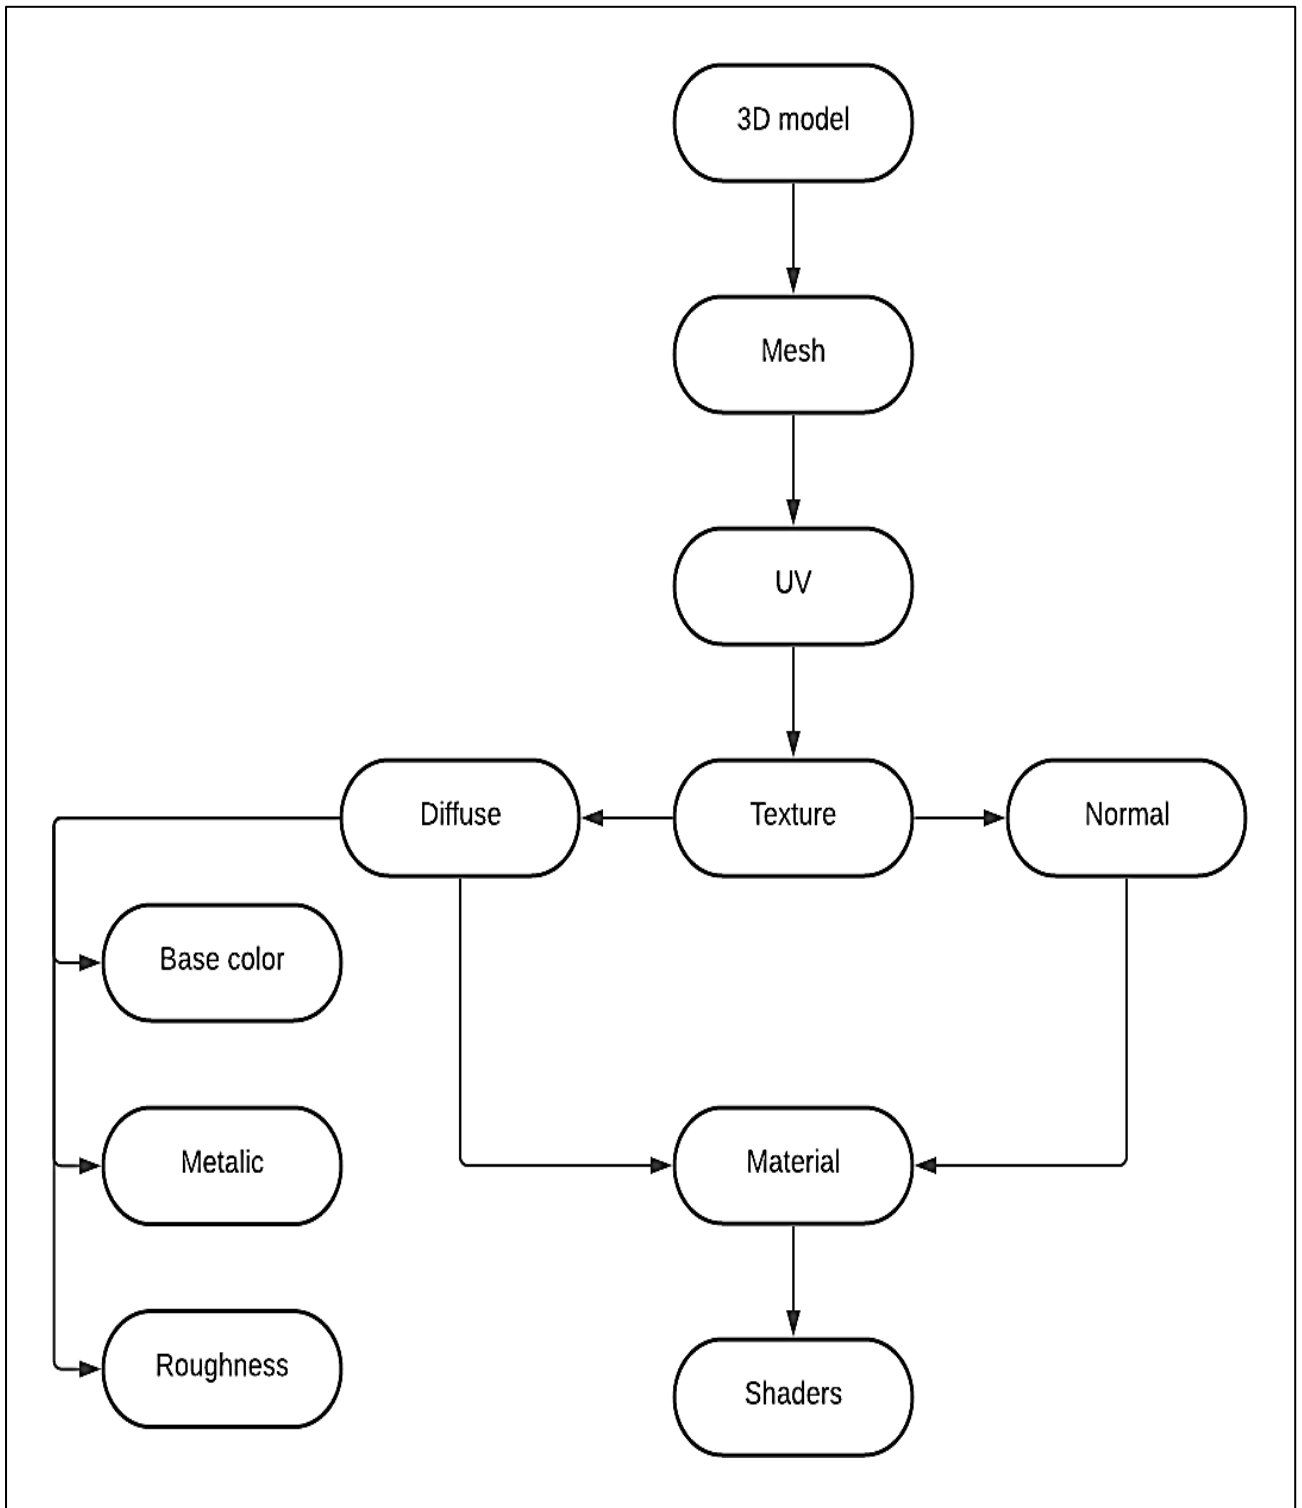 3D model
Mesh
UV
Diffuse
Texture
Normal
Base color
Metalic
Material
Roughness
Shaders